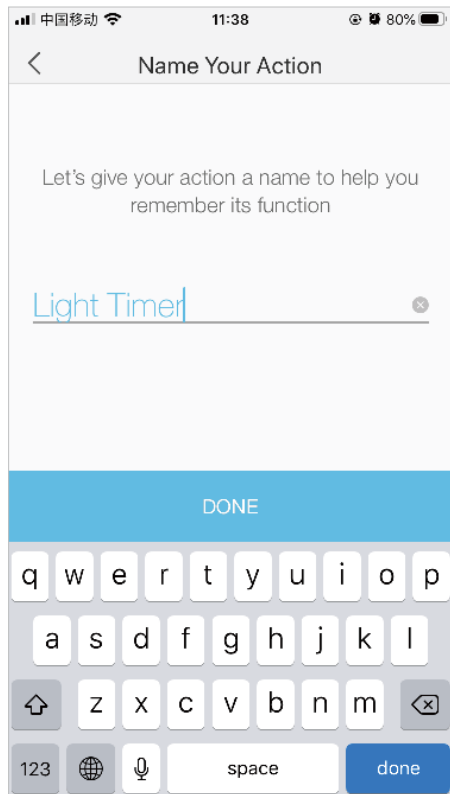 中国移动 11:38 80%
Name Your Action
Let's give your action a name to help you
remember its function
Light Timer
DONE
q w e r t y u i o p
a s d f g h j k l
z x c v b n m
123 space done